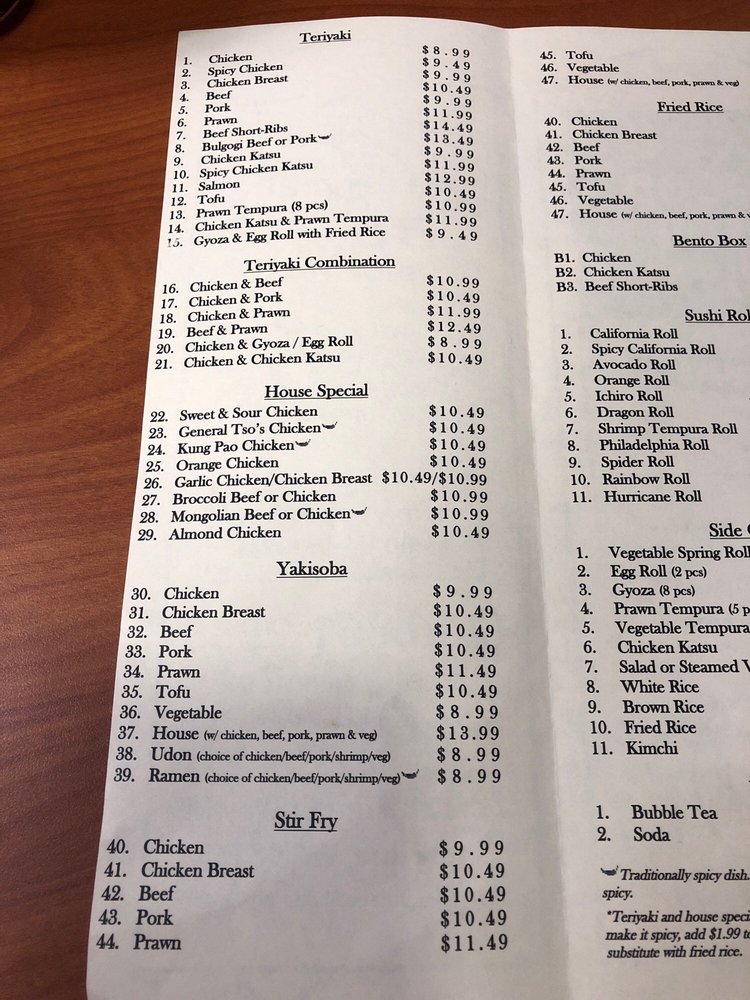 Teriyaki
1. Chicken $8.99
2. Spicy Chicken $9.49
3. Chicken Breast $9.99
4. Beef $10.49
5. Pork $9.99
6. Prawn $11.99
7. Beef Short-Ribs $14.49
8. Bulgogi Beef or Pork $13.49
9. Chicken Katsu $9.99
10. Spicy Chicken Katsu $11.99
11. Salmon $12.99
12. Tofu $10.49
13. Prawn Tempura (8 pcs) $10.99
14. Chicken Katsu & Prawn Tempura $11.99
15. Gyoza & Egg Roll with Fried Rice $9.49
Teriyaki Combination
16. Chicken & Beef $10.99
17. Chicken & Pork $10.49
18. Chicken & Prawn $11.99
19. Beef & Prawn $12.49
20. Chicken & Gyoza / Egg Roll $8.99
21. Chicken & Chicken Katsu $10.49
House Special
22. Sweet & Sour Chicken $10.49
23. General Tso's Chicken $10.49
24. Kung Pao Chicken $10.49
25. Orange Chicken $10.49
26. Garlic Chicken/Chicken Breast $10.49/$10.99
27. Broccoli Beef or Chicken $10.99
28. Mongolian Beef or Chicken $10.99
29. Almond Chicken $10.49
Yakisoba
30. Chicken $9.99
31. Chicken Breast $10.49
32. Beef $10.49
33. Pork $10.49
34. Prawn $11.49
35. Tofu $10.49
36. Vegetable $8.99
37. House (w/ chicken, beef, pork, prawn & veg) $13.99
38. Udon (choice of chicken/beef/pork/shrimp/veg) $8.99
39. Ramen (choice of chicken/beef/pork/shrimp/veg) $8.99
Stir Fry
40. Chicken $9.99
41. Chicken Breast $10.49
42. Beef $10.49
43. Pork $10.49
44. Prawn $11.49
45. Tofu
46. Vegetable
47. House (w/ chicken, beef, pork, prawn & veg)
Fried Rice
40. Chicken
41. Chicken Breast
42. Beef
43. Pork
44. Prawn
45. Tofu
46. Vegetable
47. House (w/ chicken, beef, pork, prawn &
Bento Box
B1. Chicken
B2. Chicken Katsu
B3. Beef Short-Ribs
Sushi Rol
1. California Roll
2. Spicy California Roll
3. Avocado Roll
4. Orange Roll
5. Ichiro Roll
6. Dragon Roll
7. Shrimp Tempura Roll
8. Philadelphia Roll
9. Spider Roll
10. Rainbow Roll
11. Hurricane Roll
Side
1. Vegetable Spring Roll
2. Egg Roll (2 pcs)
3. Gyoza (8 pcs)
4. Prawn Tempura (5 p
5. Vegetable Tempura
6. Chicken Katsu
7. Salad or Steamed V
8. White Rice
9. Brown Rice
10. Fried Rice
11. Kimchi
1. Bubble Tea
2. Soda
Traditionally spicy dish.
spicy.
*Teriyaki and house speci
make it spicy, add $1.99 to
substitute with fried rice.